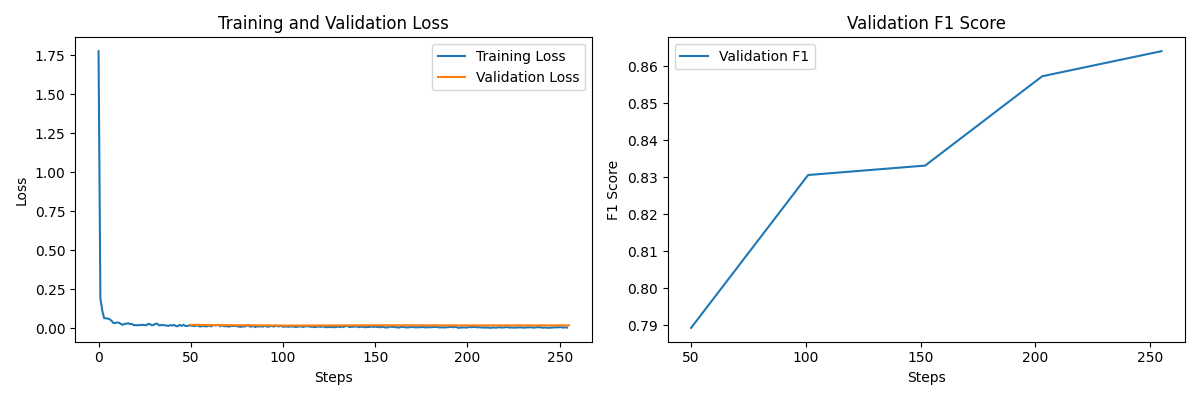 Training and Validation Loss
1.75
1.50
1.25
1.00
0.75
0.50
0.25
0.00
Loss
Training Loss
Validation Loss
0 50 100 150 200 250
Steps
Validation F1 Score
0.86
0.85
0.84
0.83
0.82
0.81
0.80
0.79
F1 Score
Validation F1
50 100 150 200 250
Steps